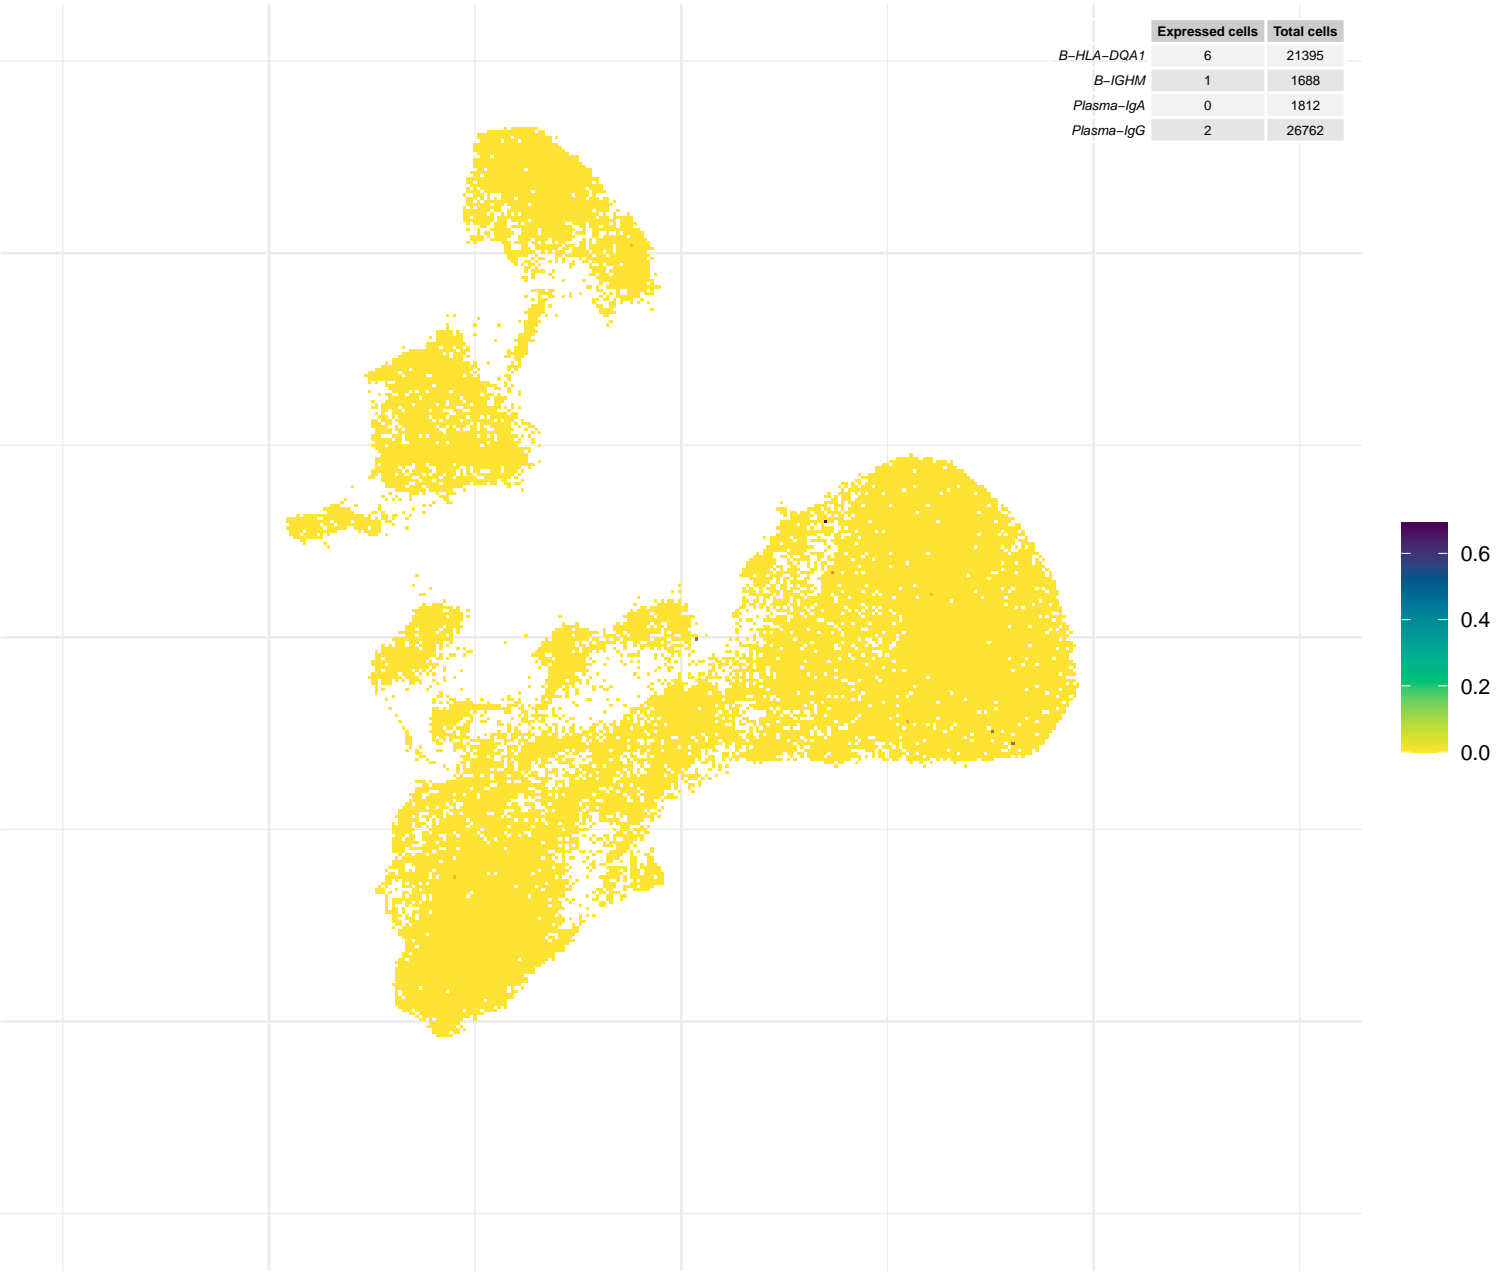 Expressed cells Total cells
B−HLA−DQA1 6 21395
B−IGHM 1 1688
Plasma−IgA 0 1812
Plasma−IgG 2 26762
0.6
0.4
0.2
0.0